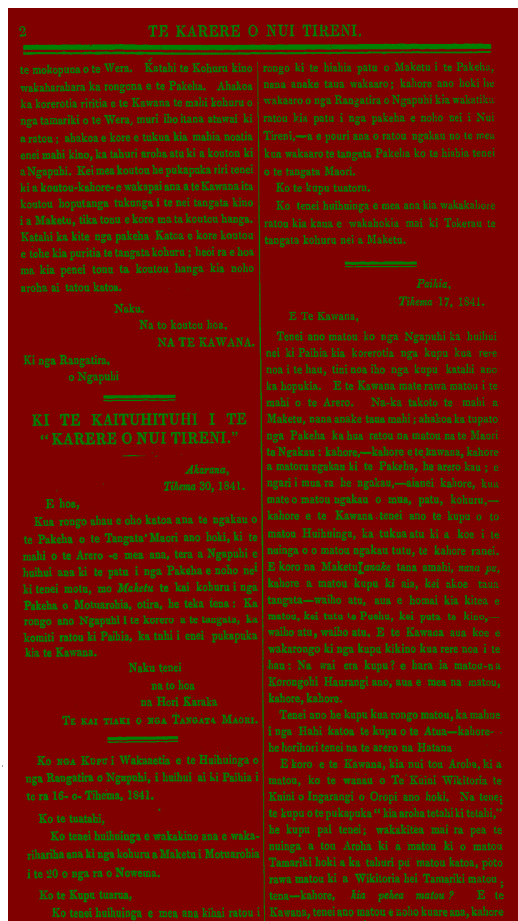 2
TE KARERE O NUI TIRENI.
te mokopuna o te Wera. Katahi te Kohuru kino
wakaharahara ka rongona e te Pakeha. Ahakoa
ka korerotia riritia e te Kawana te mahi kohuru o
nga tamariki o te Wera, muri iho itana atawai ki
a ratou ; ahakoa e kore e tukua kia mahia noatia
enei mahi kino, ka tahuri aroha atu ki a koutou ki
a Ngapuhi. Kei mea koutou he pukapuka riri tenei
ki a koutou-kahore- e wakapai ana a te Kawana ita
koutou hoputanga tukunga i te nei tangata kino
i a Maketu, tika tonu e koro ma ta koutou hanga.
Katahi ka kite nga pakeha Katoa e kore koutou
e tohe kia puritia te tangata kohuru ; heoi ra e hoa
ma kia penei tonu ta koutou hanga kia noho
aroha ai tatou katoa.
Naku.
Na to koutou hoa,
NA TE KAWANA.
Ki nga Rangatira,
o Ngapuhi
KI TE KAITUHITUHI I TE
"KARERE O NUI TIRENI."
Akarana,
Tihema 30, 1841.
E hoa,
Kua rongo ahau e oho katoa ana te ngakau o
te Pakeha o te Tangata Maori ano hoki, ki te
mahi o te Arero -e mea ana, tera a Ngapuhi e
huihui ana ki te patu i nga Pakeha e noho nei
ki tenei motu, mo Maketu te kai kohuru i nga
Pakeha o Motuarohia, otira, he teka tena : Ka
rongo ano Ngapuhi i te korero a te tangata, ka
komiti ratou ki Paihia, ka tuhi i enei pukapuka
kia te Kawana.
Naku tenei
na to hoa
na Hori Karaka
TE KAI TIAKI O NGA TANGATA MAORI.
Ko NGA KUPU i Wakanetia e te Huihuinga o
nga Rangatira o Ngapuhi, i huihui ai ki Paihia i
te ra 16- o- Tihema, 1841.
Ko te tuatahi,
Ko tenei huihuinga e wakakino ana e waka-
rihariha ana ki nga kohuru a Maketu i Motuarohia
i te 20 o nga ra o Nowema.
Ko te Kupu tuarua,
Ko tenei huihuinga e mea ana kihai ratou i
rongo ki te hiahia patu o Maketu i te Pakeha,
nana anake taua wakaaro ; kahore ano hoki he
wakaaro o nga Rangatira o Ngapuhi kia wakatika
ratou kia patu i nga pakeha e noho nei i Nui
Tireni,—a e pouri ana o ratou ngakau no te mea
kua wakaaro te tangata Pakeha ko te hiahia tenei
o te tangata Maori.
Ko te kupu tuatoru.
Ko tenei huihuinga e mea ana kia wakakahore
ratou kia kaua e wakahokia mai ki Tokerau te
tangata kohuru nei a Maketu.
Paihia,
Tihema 17, 1841.
E Te Kawana,
Tenei ano matou ko nga Ngapuhi ka huihui
nei ki Paihia kia korerotia nga kupu kua rere
noa i te hau, tini noa iho nga kupu katahi ano
ka hopukia. E te Kawana mate rawa matou i te
mahi o te Arero. Na-ka takoto te mahi a
Maketu, nana anake taua mahi ; ahakoa ka tupato
nga Pakeha ka hua ratou na matou na te Maori
te Ngakau : kahore,—kahore e te kawana, kahore
a matoru ngakau ki te Pakeha, he arero kau ; e
ngari i mua ra he ngakau,—aianei kahore, kua
mate o matou ngakau o mua, patu, kohuru,—
kahore e te Kawana tenei ano te kupu o to
matou Huihuinga, ka tukua atu ki a koe i te
nuinga o o matou ngakau tutu, te kahore ranei.
E koro na Maketu anake tana amahi, nana pu,
kahore a matou kupu ki aia, kei akoe taua
tangata—waiho atu, aua e homai kia kitea e
matou, kei tutu te Puehu, kei puta te kino,—
waiho atu, waiho atu. E te Kawana aua koe e
wakarongo ki nga kupu kikino kua rere noa i te
hau : Na wai era kupu? e hara ia matou-na
Korongohi Haurangi ano, aua e mea na matou,
kahore, kahore.
Tenei ano he kupu kua rongo matou, ka mahue
i nga Hahi katoa te kupu o te Atua—kahore-
he horihori tenei na te arero na Hatana
E koro e te Kawana, kia nui tou Aroha, ki a
matou, ko te wanau o Te Kuini Wikitoria te
Kuini o Ingarangi o Oropi ano hoki. Na tene;
te kupu o te pukapuka " kia aroha tetahi ki tetahi,"
he kupu pai tenei; wakakitea mai ra pea te
nuinga a tou Aroha ki a matou ki o matou
Tamariki hoki a ka tahuri pu matou katoa, poto
rawa matou ki a Wikitoria hei Tamariki matou ,
tena—kahore, kia pehea matou ? E te
Kawana, tenei ano matou e noho kuare ana, kahore